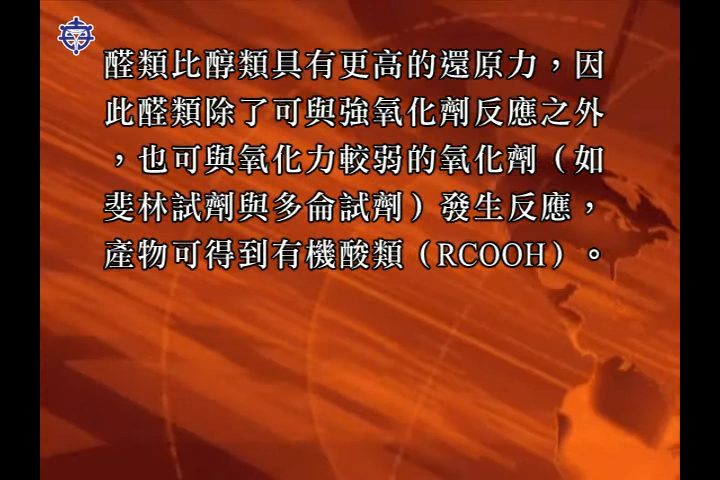 醛類比醇類具有更高的還原力，因
此醛類除了可與強氧化劑反應之外
，也可與氧化力較弱的氧化劑（如
斐林試劑與多侖試劑）發生反應，
產物可得到有機酸類（RCOOH）。